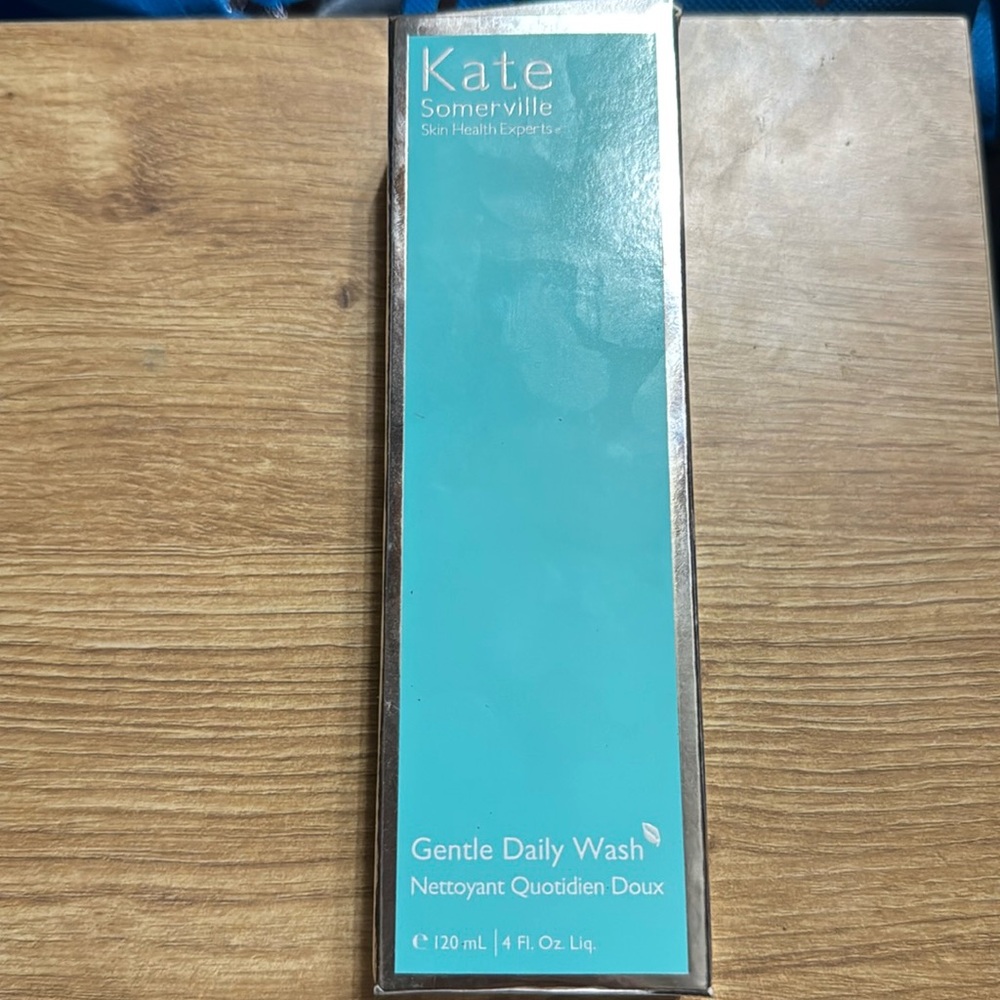 Kate
Somerville
Skin Health Experts
Gentle Daily Wash
Nettoyant Quotidien Doux
℮ 120 mL | 4 Fl. Oz. Liq.